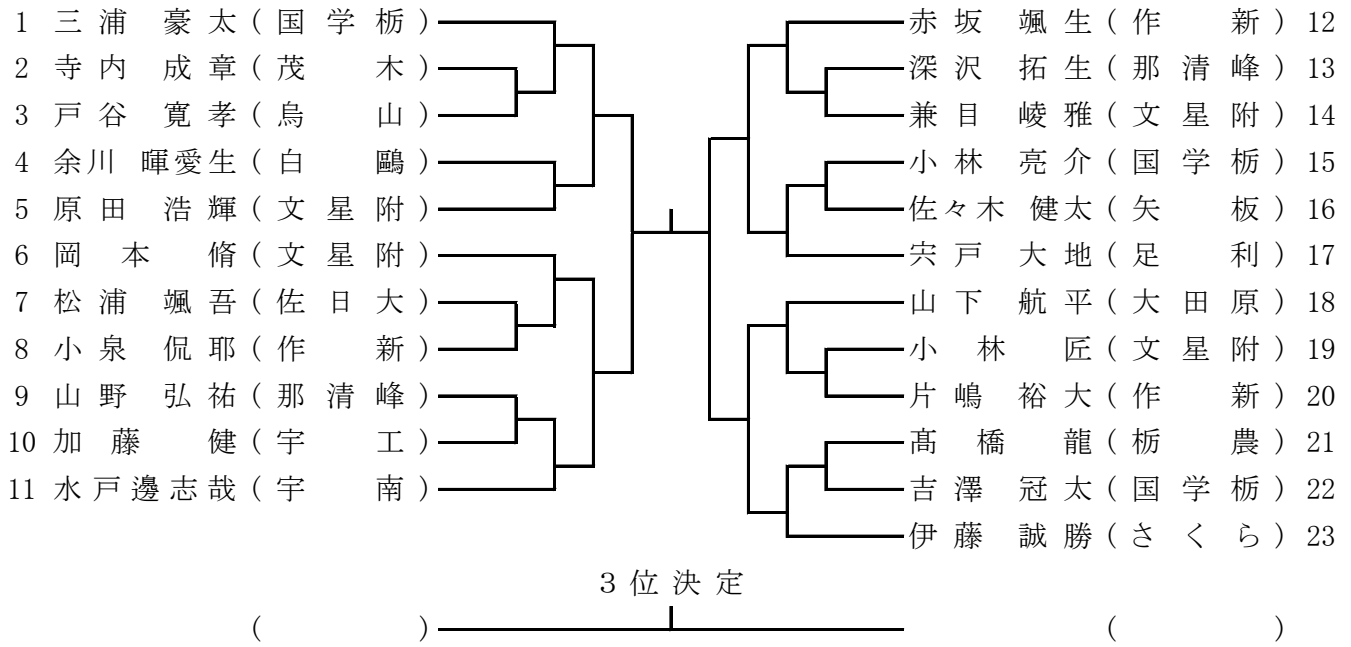 1 三浦 豪太(国学栃)
2 寺内 成章(茂 木)
3 戸谷 寛孝(烏 山)
4 余川 暉愛生(白 鷗)
5 原田 浩輝(文星附)
6 岡本 脩(文星附)
7 松浦 颯吾(佐日大)
8 小泉 侃耶(作 新)
9 山野 弘祐(那清峰)
10 加藤 健(宇 工)
11 水戸邊志哉(宇 南)
赤坂 颯生(作 新) 12
深沢 拓生(那清峰) 13
兼目 崚雅(文星附) 14
小林 亮介(国学栃) 15
佐々木 健太(矢 板) 16
宍戸 大地(足 利) 17
山下 航平(大田原) 18
小林 匠(文星附) 19
片嶋 裕大(作 新) 20
髙橋 龍(栃 農) 21
吉澤 冠太(国学栃) 22
伊藤 誠勝(さくら) 23
3位決定
( ) ( )